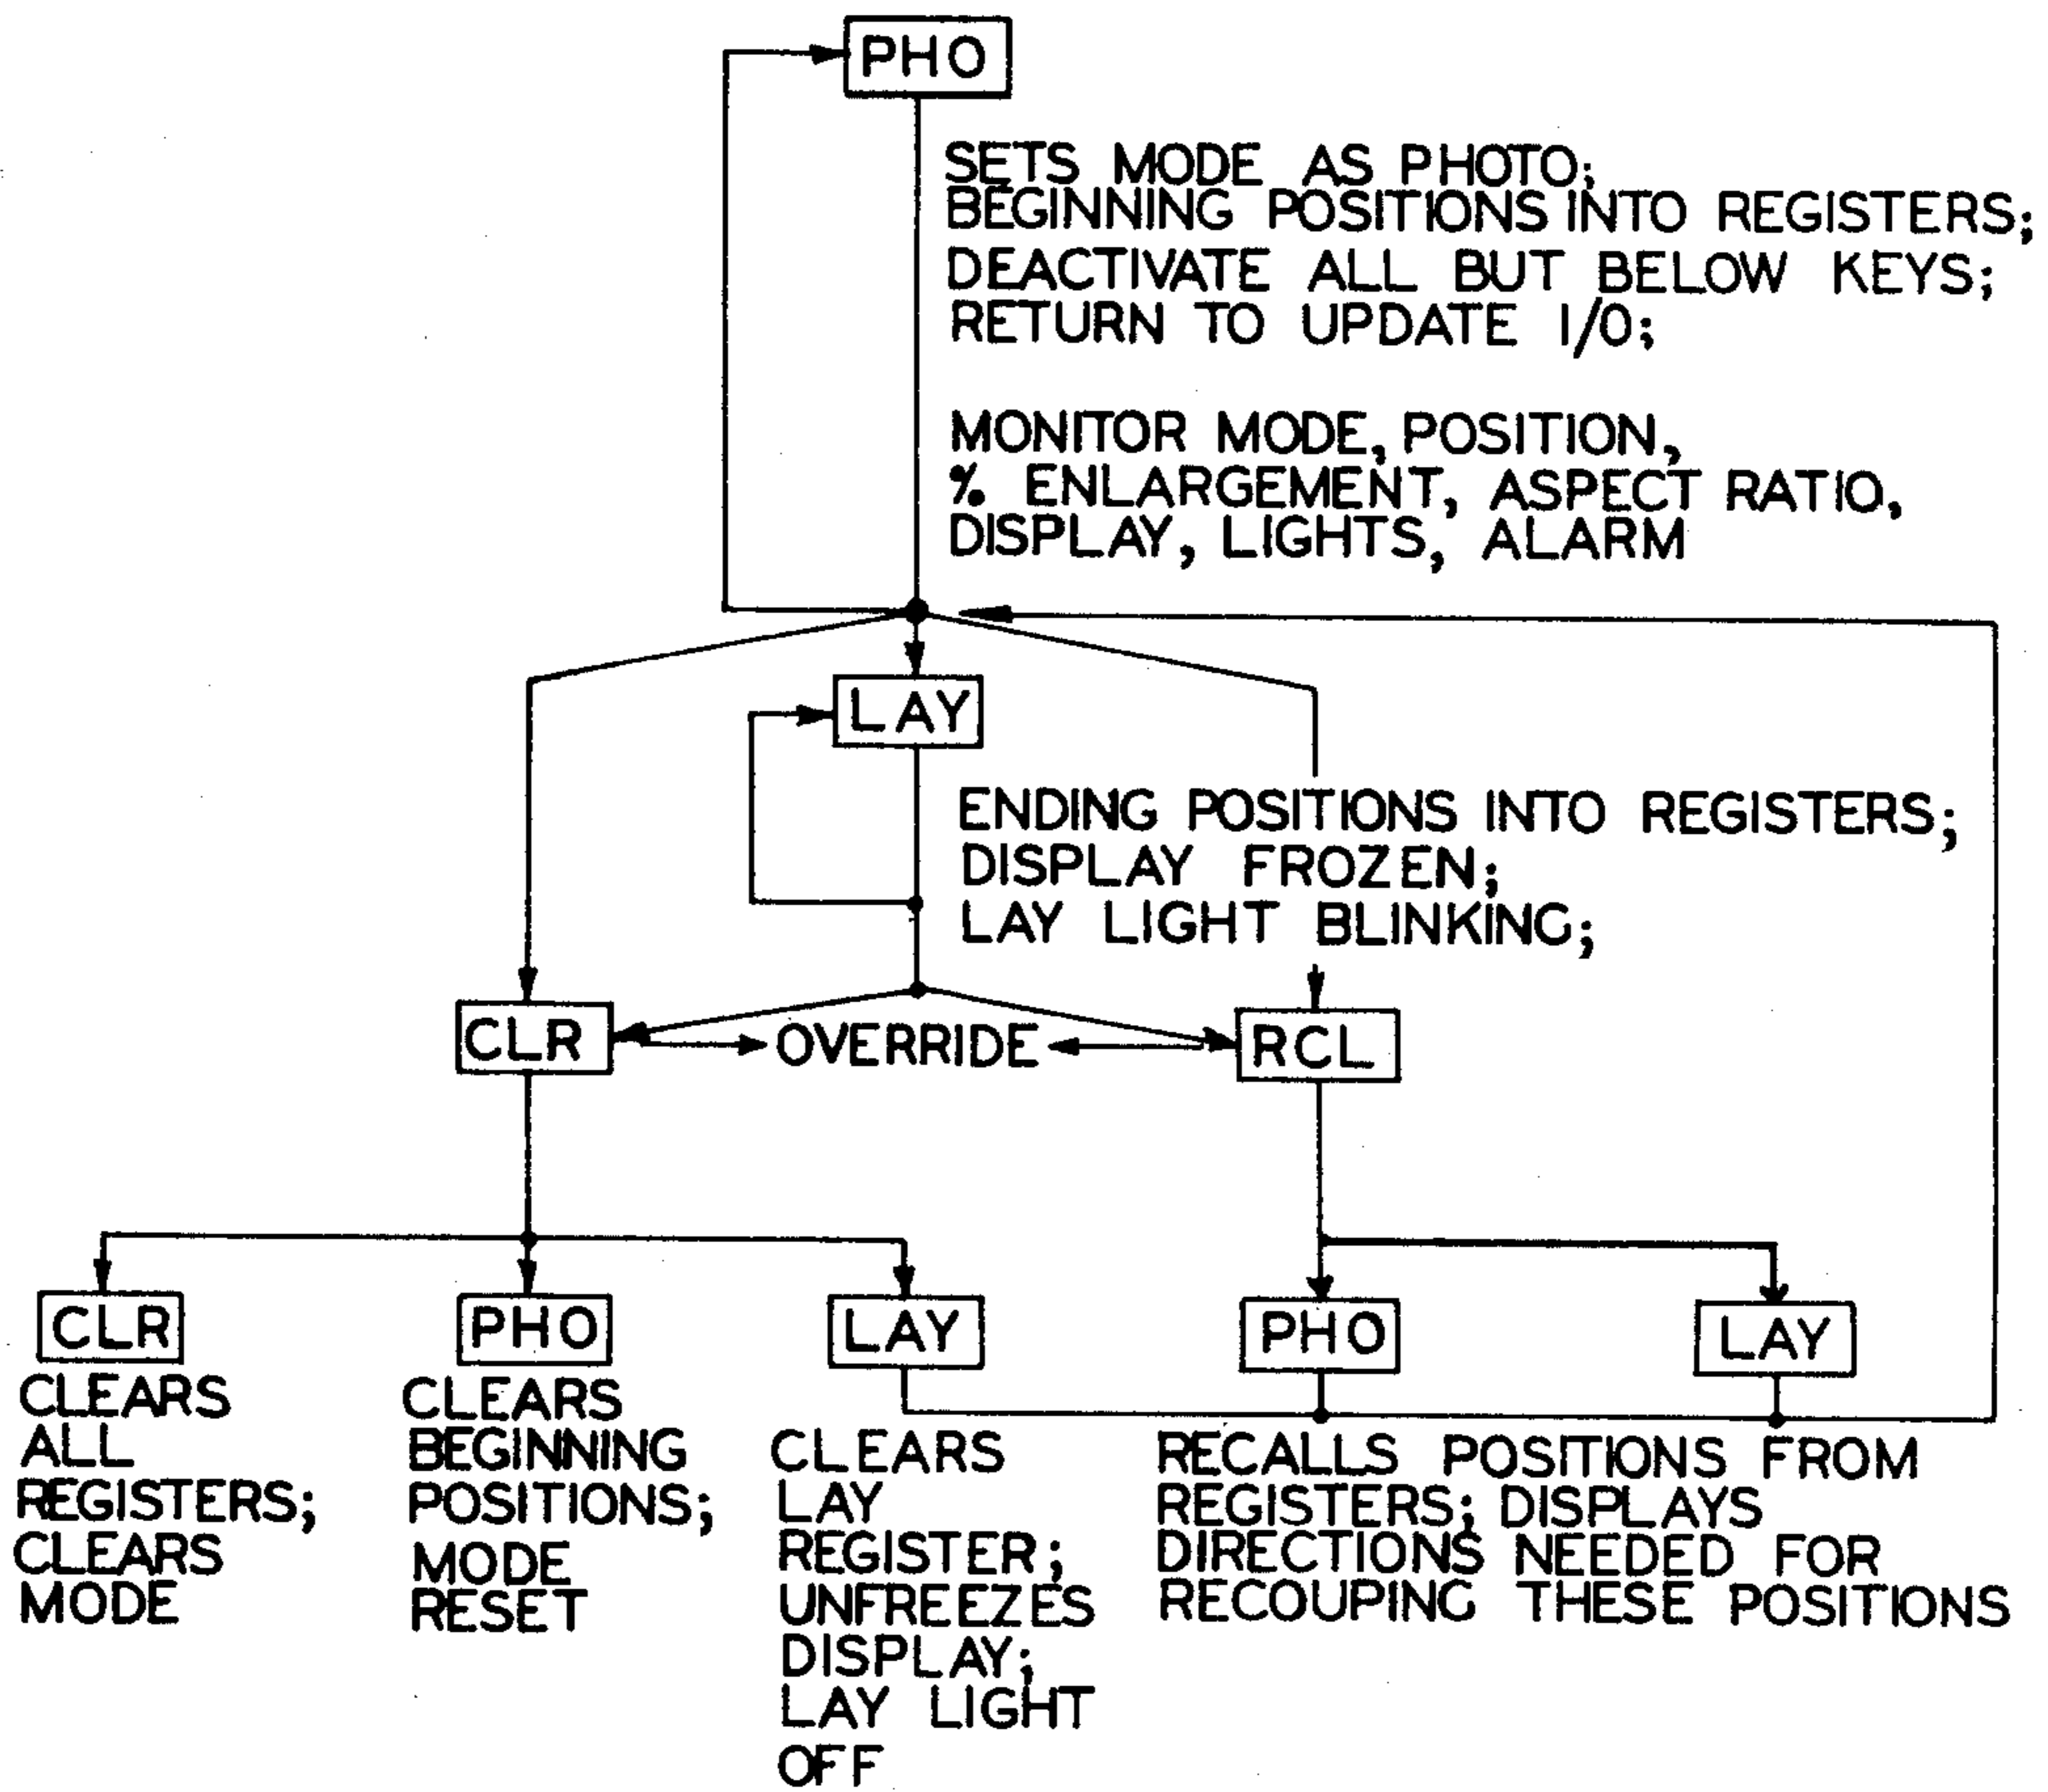 PHO
SETS MODE AS PHOTO;
BEGINNING POSITIONS INTO REGISTERS;
DEACTIVATE ALL BUT BELOW KEYS;
RETURN TO UPDATE I/O;
MONITOR MODE, POSITION,
% ENLARGEMENT, ASPECT RATIO,
DISPLAY, LIGHTS, ALARM
LAY
ENDING POSITIONS INTO REGISTERS;
DISPLAY FROZEN;
LAY LIGHT BLINKING;
CLR
OVERRIDE
RCL
CLR
CLEARS
ALL
REGISTERS;
CLEARS
MODE
PHO
CLEARS
BEGINNING
POSITIONS;
MODE
RESET
LAY
CLEARS
LAY
REGISTER;
UNFREEZES
DISPLAY;
LAY LIGHT
OFF
PHO
LAY
RECALLS POSITIONS FROM
REGISTERS; DISPLAYS
DIRECTIONS NEEDED FOR
RECOUPING THESE POSITIONS